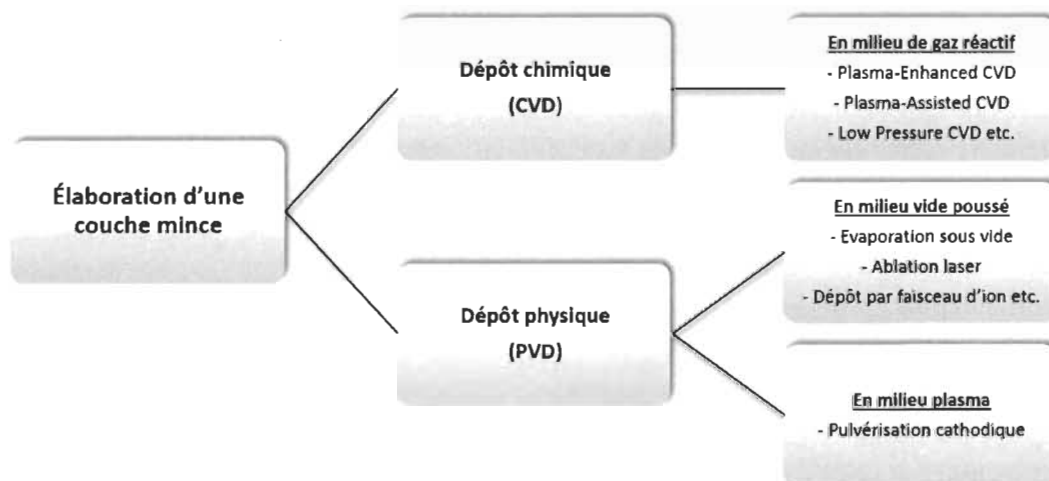 Élaboration d'une
couche mince
Dépôt chimique
(CVD)
Dépôt physique
(PVD)
En milieu de gaz réactif
- Plasma-Enhanced CVD
- Plasma-Assisted CVD
- Low Pressure CVD etc.
En milieu vide poussé
- Evaporation sous vide
- Ablation laser
- Dépôt par faisceau d'ion etc.
En milieu plasma
- Pulvérisation cathodique